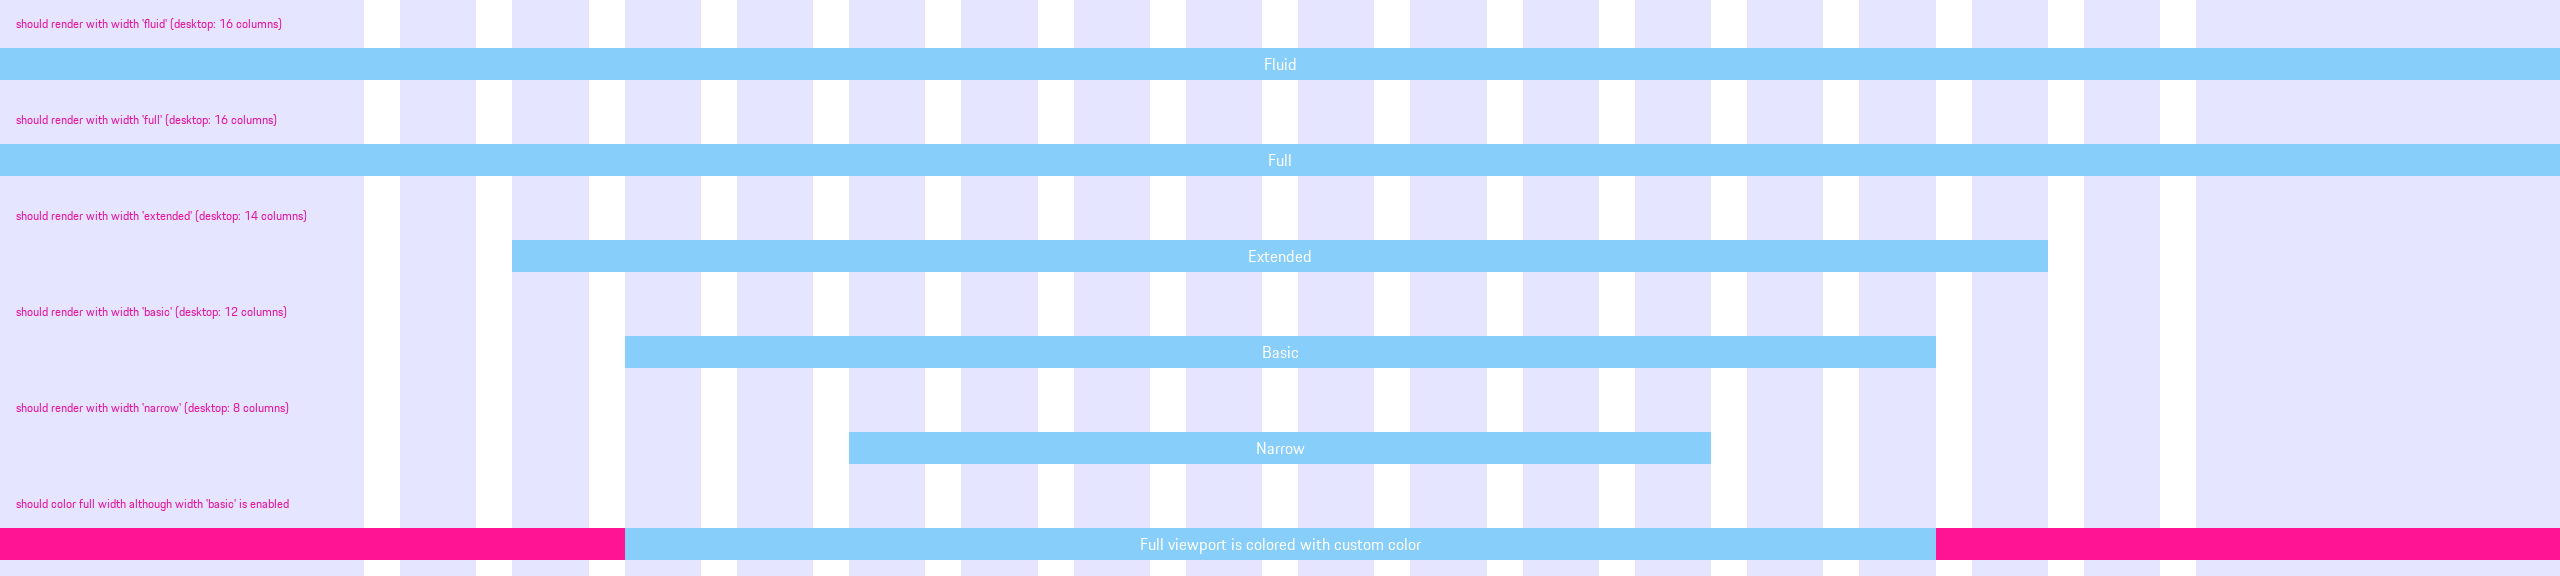 should render with width 'fluid' (desktop: 16 columns)
Fluid
should render with width 'full' (desktop: 16 columns)
Full
should render with width 'extended' (desktop: 14 columns)
Extended
should render with width 'basic' (desktop: 12 columns)
Basic
should render with width 'narrow' (desktop: 8 columns)
Narrow
should color full width although width 'basic' is enabled
Full viewport is colored with custom color